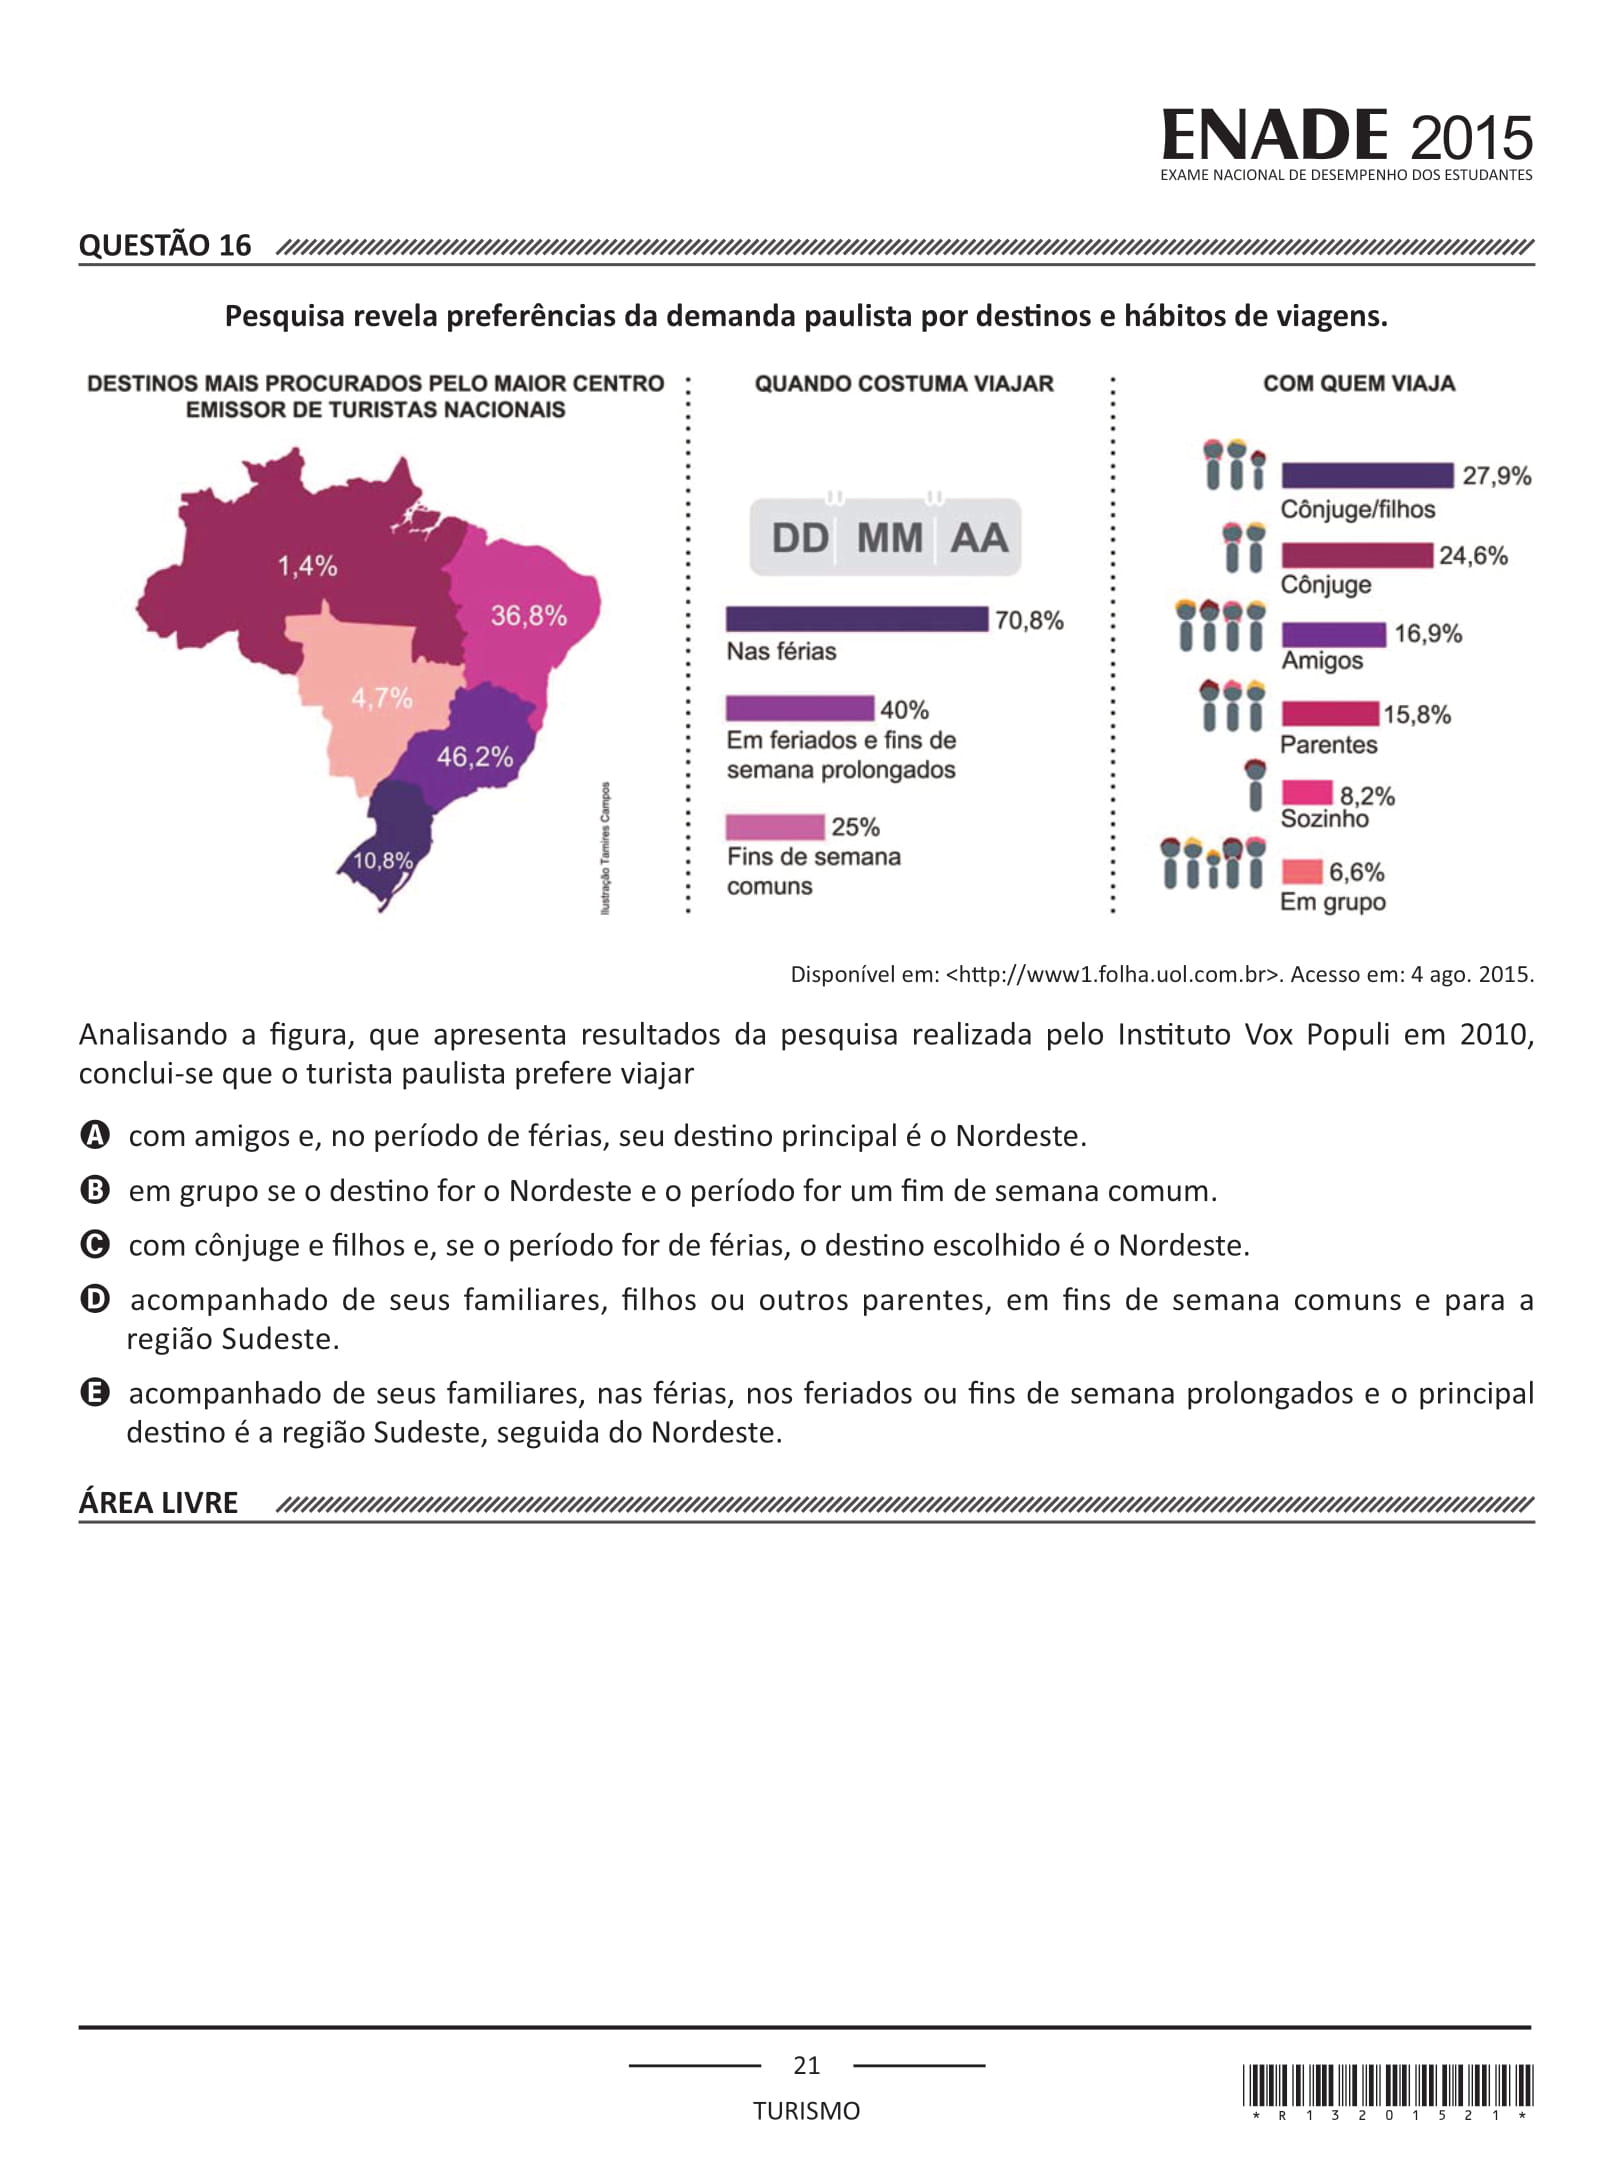 ENADE 2015
EXAME NACIONAL DE DESEMPENHO DOS ESTUDANTES
QUESTÃO 16
Pesquisa revela preferências da demanda paulista por destinos e hábitos de viagens.
DESTINOS MAIS PROCURADOS PELO MAIOR CENTRO
EMISSOR DE TURISTAS NACIONAIS
1,4%
36,8%
4,7%
46,2%
10,8%
Ilustração Tamires Campos
QUANDO COSTUMA VIAJAR
DD MM AA
70,8%
Nas férias
40%
Em feriados e fins de
semana prolongados
25%
Fins de semana
comuns
COM QUEM VIAJA
27,9%
Cônjuge/filhos
24,6%
Cônjuge
16,9%
Amigos
15,8%
Parentes
8,2%
Sozinho
6,6%
Em grupo
Disponível em: <http://www1.folha.uol.com.br>. Acesso em: 4 ago. 2015.
Analisando a figura, que apresenta resultados da pesquisa realizada pelo Instituto Vox Populi em 2010,
conclui-se que o turista paulista prefere viajar
A com amigos e, no período de férias, seu destino principal é o Nordeste.
B em grupo se o destino for o Nordeste e o período for um fim de semana comum.
C com cônjuge e filhos e, se o período for de férias, o destino escolhido é o Nordeste.
D acompanhado de seus familiares, filhos ou outros parentes, em fins de semana comuns e para a
região Sudeste.
E acompanhado de seus familiares, nas férias, nos feriados ou fins de semana prolongados e o principal
destino é a região Sudeste, seguida do Nordeste.
ÁREA LIVRE
21
TURISMO
* R 1 3 2 0 1 5 2 1 *